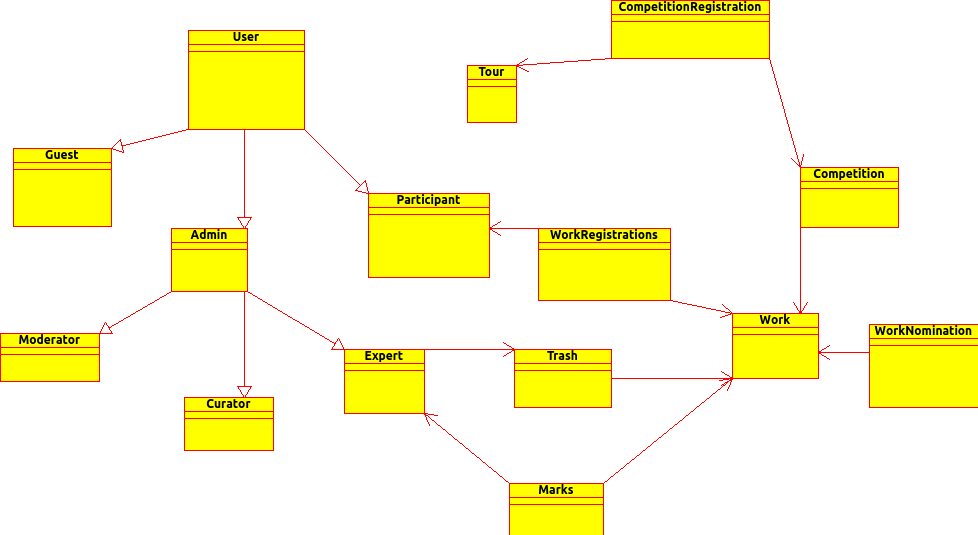 CompetitionRegistration
User
Tour
Guest
Competition
Participant
Admin
WorkRegistrations
Work
WorkNomination
Moderator
Expert
Trash
Curator
Marks